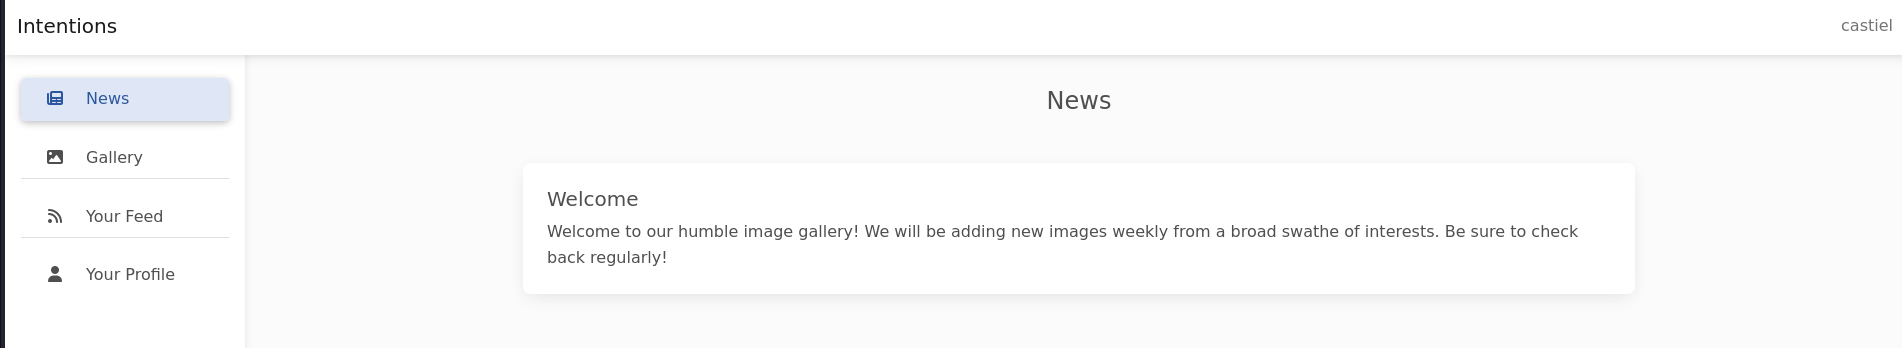 Intentions
castiel
News
Gallery
Your Feed
Your Profile
News
Welcome
Welcome to our humble image gallery! We will be adding new images weekly from a broad swathe of interests. Be sure to check
back regularly!